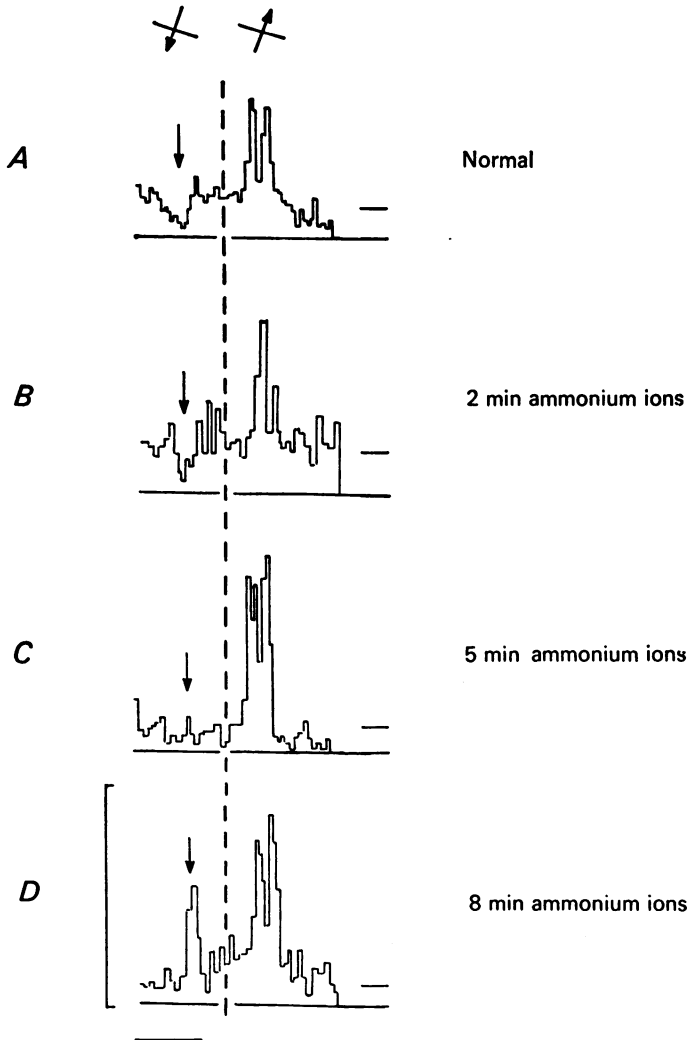 A
Normal
B
2 min ammonium ions
C
5 min ammonium ions
D
8 min ammonium ions